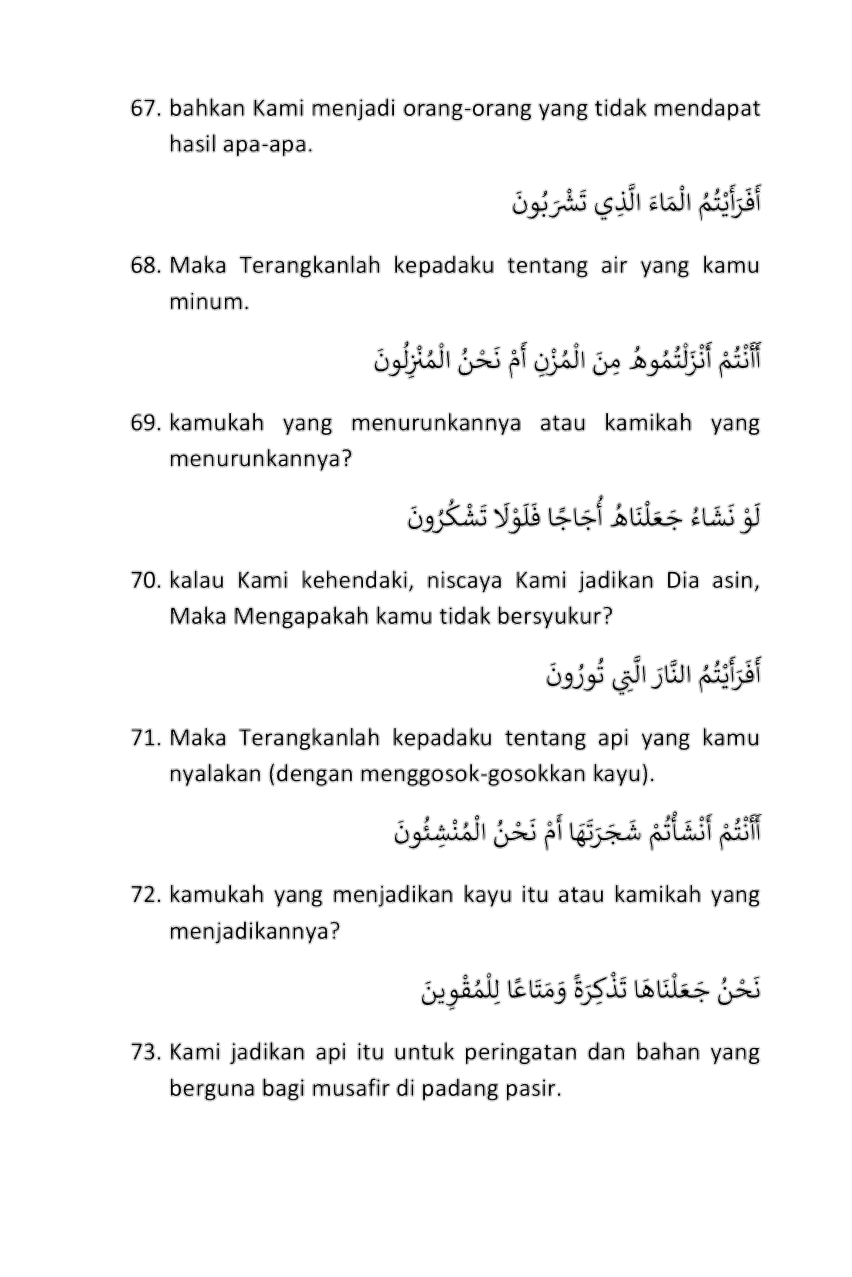 67. bahkan Kami menjadi orang-orang yang tidak mendapat
hasil apa-apa.
أَفَرَأَيْتُمُ الْمَاءَ الَّذِي تَشْرَبُونَ
68. Maka Terangkanlah kepadaku tentang air yang kamu
minum.
أَأَنْتُمْ أَنْزَلْتُمُوهُ مِنَ الْمُزْنِ أَمْ نَحْنُ الْمُنْزِلُونَ
69. kamukah yang menurunkannya atau kamikah yang
menurunkannya?
لَوْ نَشَاءُ جَعَلْنَاهُ أُجَاجًا فَلَوْلَا تَشْكُرُونَ
70. kalau Kami kehendaki, niscaya Kami jadikan Dia asin,
Maka Mengapakah kamu tidak bersyukur?
أَفَرَأَيْتُمُ النَّارَ الَّتِي تُورُونَ
71. Maka Terangkanlah kepadaku tentang api yang kamu
nyalakan (dengan menggosok-gosokkan kayu).
أَأَنْتُمْ أَنْشَأْتُمْ شَجَرَتَهَا أَمْ نَحْنُ الْمُنْشِئُونَ
72. kamukah yang menjadikan kayu itu atau kamikah yang
menjadikannya?
نَحْنُ جَعَلْنَاهَا تَذْكِرَةً وَمَتَاعًا لِلْمُقْوِينَ
73. Kami jadikan api itu untuk peringatan dan bahan yang
berguna bagi musafir di padang pasir.